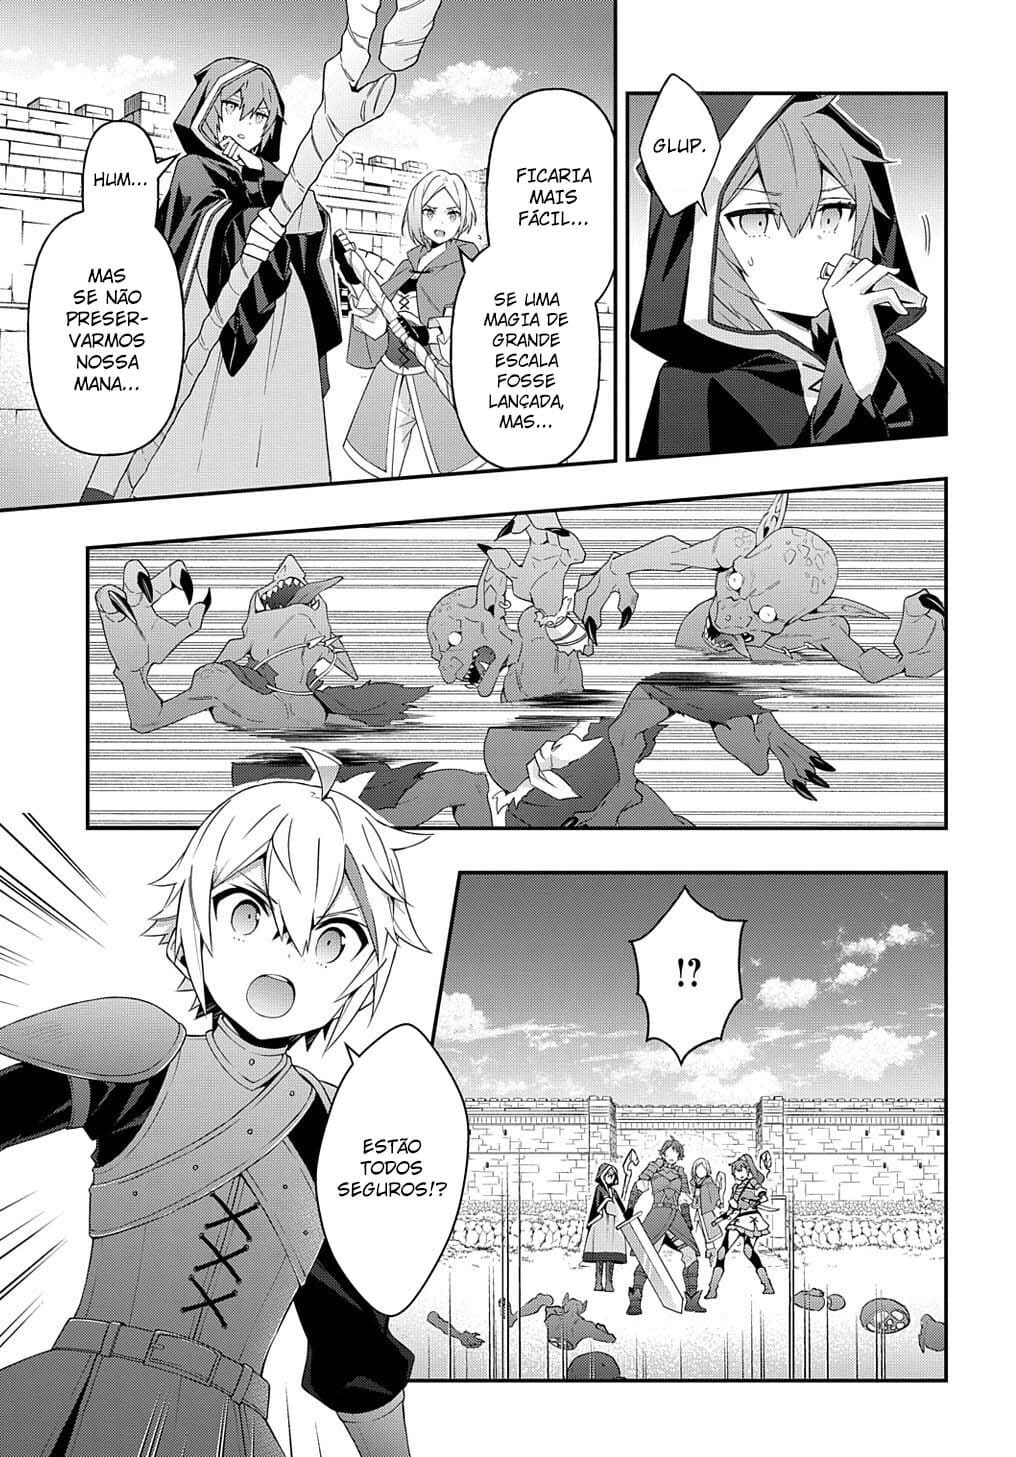 GLUP.
FICARIA
MAIS
FÁCIL...
SE UMA
MAGIA DE
GRANDE
ESCALA
FOSSE
LANÇADA,
MAS...
HUM...
MAS
SE NÃO
PRESER-
VARMOS
NOSSA
MANA...
!?
ESTÃO
TODOS
SEGUROS!?